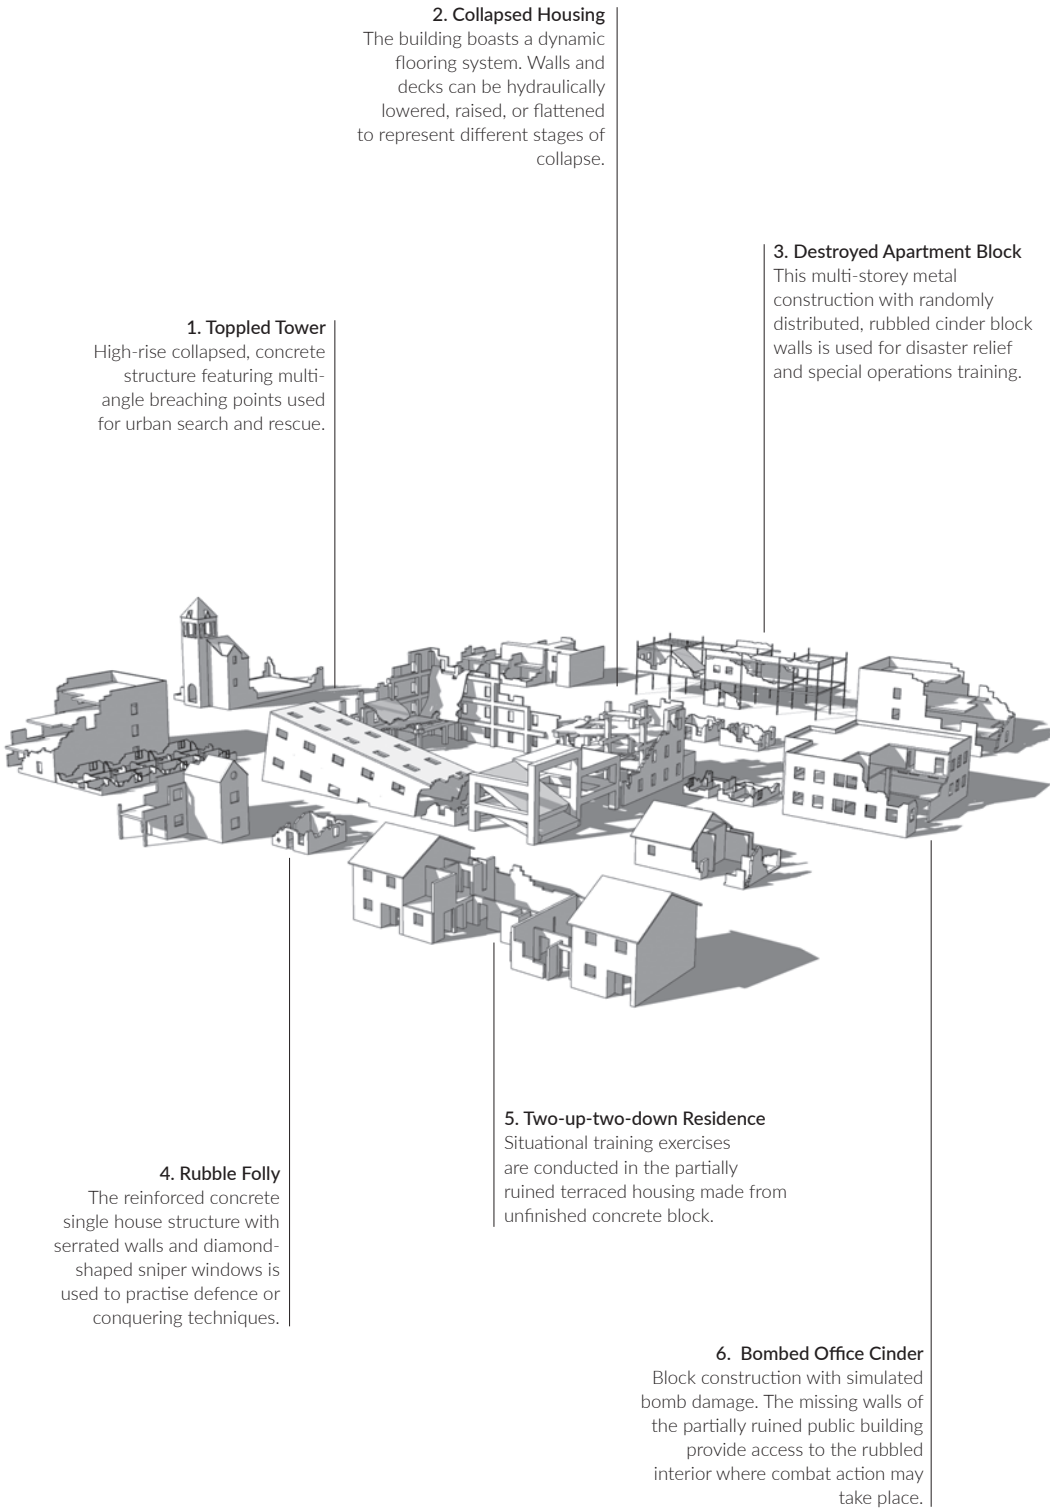 2. Collapsed Housing
The building boasts a dynamic
flooring system. Walls and
decks can be hydraulically
lowered, raised, or flattened
to represent different stages of
collapse.
3. Destroyed Apartment Block
This multi-storey metal
construction with randomly
distributed, rubbled cinder block
walls is used for disaster relief
and special operations training.
1. Toppled Tower
High-rise collapsed, concrete
structure featuring multi-
angle breaching points used
for urban search and rescue.
5. Two-up-two-down Residence
Situational training exercises
are conducted in the partially
ruined terraced housing made from
unfinished concrete block.
4. Rubble Folly
The reinforced concrete
single house structure with
serrated walls and diamond-
shaped sniper windows is
used to practise defence or
conquering techniques.
6.  Bombed Office Cinder
Block construction with simulated
bomb damage. The missing walls of
the partially ruined public building
provide access to the rubbled
interior where combat action may
take place.